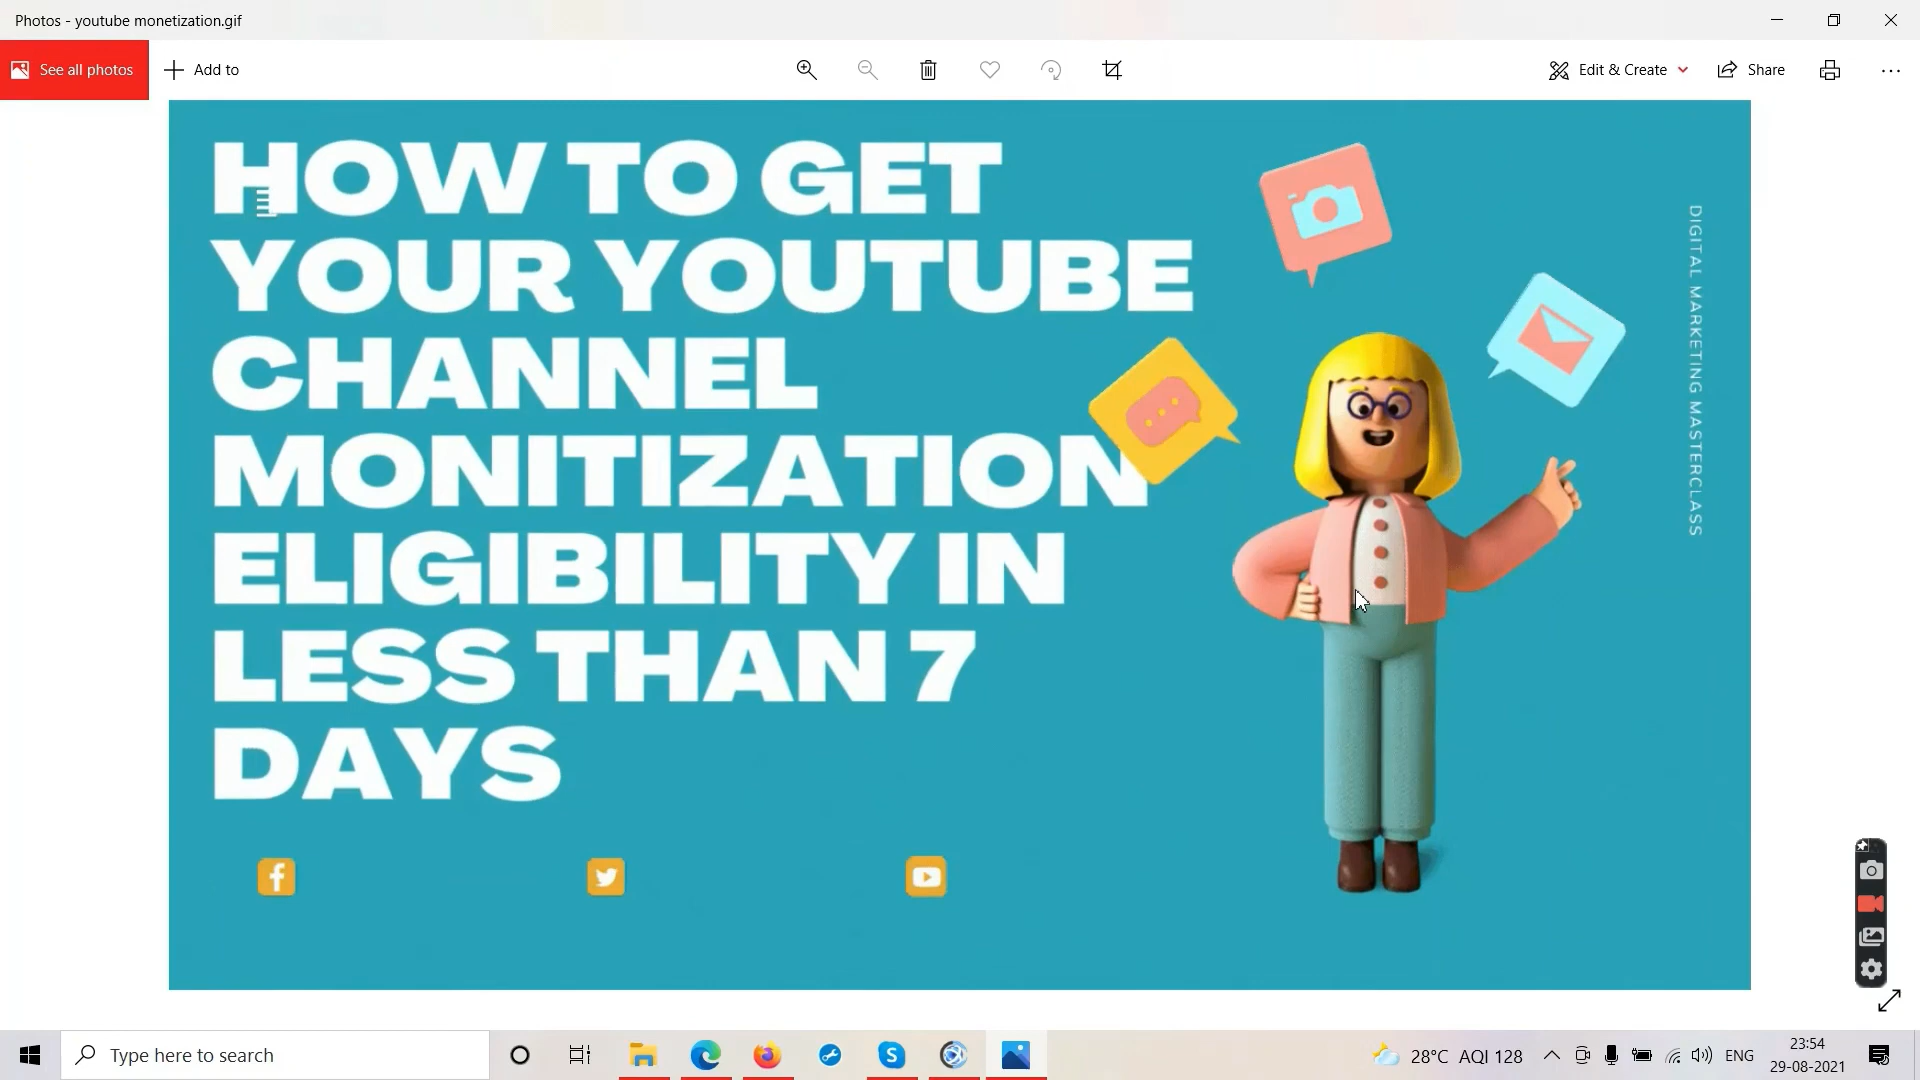 Photos - youtube monetization.gif
See all photos
Add to
Edit & Create
Share
HOW TO GET
YOUR YOUTUBE
CHANNEL
MONITIZATION
ELIGIBILITY IN
LESS THAN 7
DAYS
DIGITAL MARKETING MASTERCLASS
Type here to search
28°C AQI 128
ENG
23:54
29-08-2021